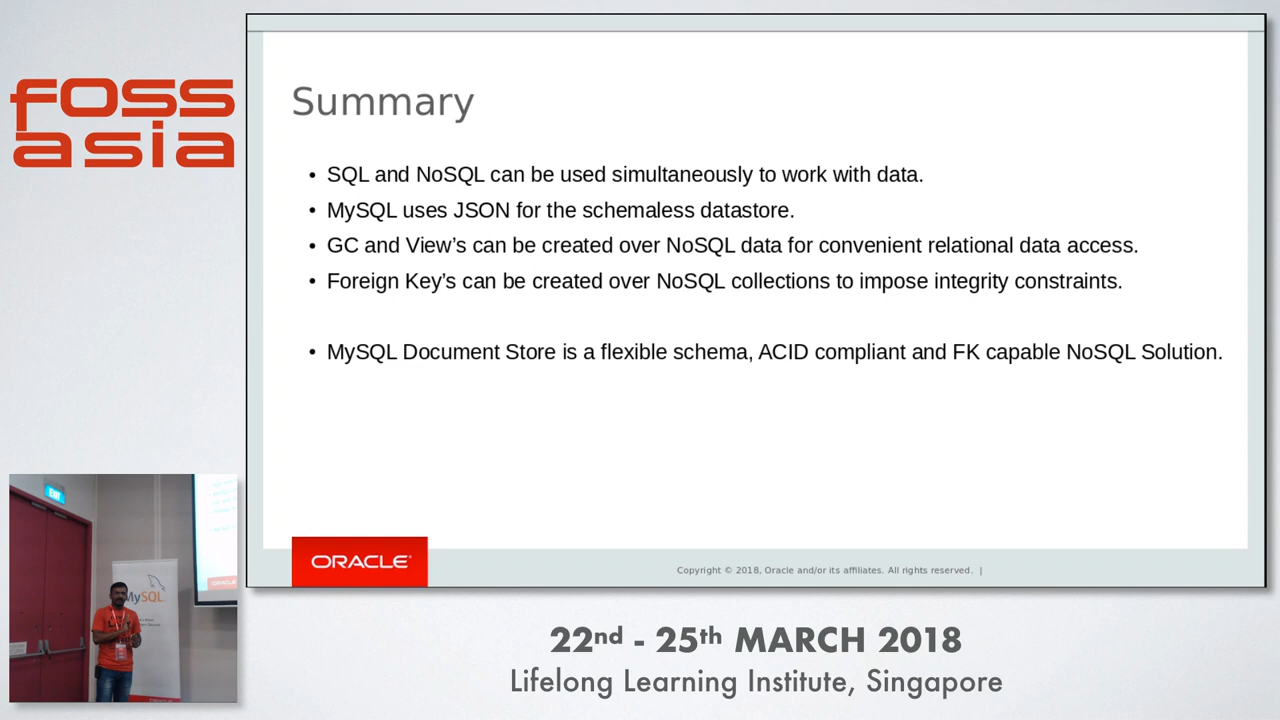 foss
asia
Summary
• SQL and NoSQL can be used simultaneously to work with data.
• MySQL uses JSON for the schemaless datastore.
• GC and View’s can be created over NoSQL data for convenient relational data access.
• Foreign Key’s can be created over NoSQL collections to impose integrity constraints.
• MySQL Document Store is a flexible schema, ACID compliant and FK capable NoSQL Solution.
ORACLE®
Copyright © 2018, Oracle and/or its affiliates. All rights reserved. |
EXIT
MySQL
ORACLE
22nd - 25th MARCH 2018
Lifelong Learning Institute, Singapore